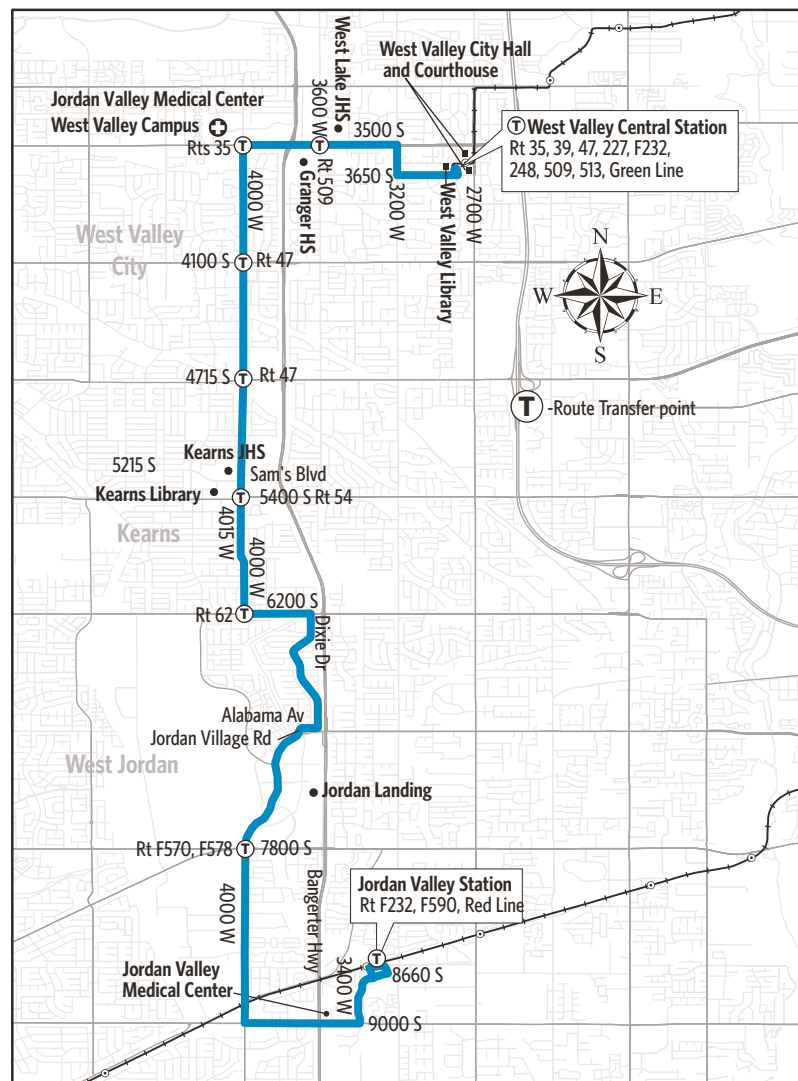 West Valley City Hall
and Courthouse
West Lake JHS
3600 W
Jordan Valley Medical Center
West Valley Campus
3500 S
T West Valley Central Station
Rt 35, 39, 47, 227, F232,
248, 509, 513, Green Line
Rts 35
T
T
Rt 509
Granger HS
3650 S
3200 W
West Valley Library
2700 W
4000 W
West Valley
City
4100 S
T
Rt 47
N
W
E
S
4715 S
T
Rt 47
T
-Route Transfer point
Kearns JHS
5215 S
Sam's Blvd
Kearns Library
T
5400 S Rt 54
Kearns
4015 W
4000 W
6200 S
Rt 62
T
Dixie Dr
Alabama Av
Jordan Village Rd
West Jordan
Jordan Landing
Rt F570, F578
T
7800 S
4000 W
Bangerter Hwy
Jordan Valley Station
Rt F232, F590, Red Line
T
8660 S
3400 W
Jordan Valley
Medical Center
9000 S